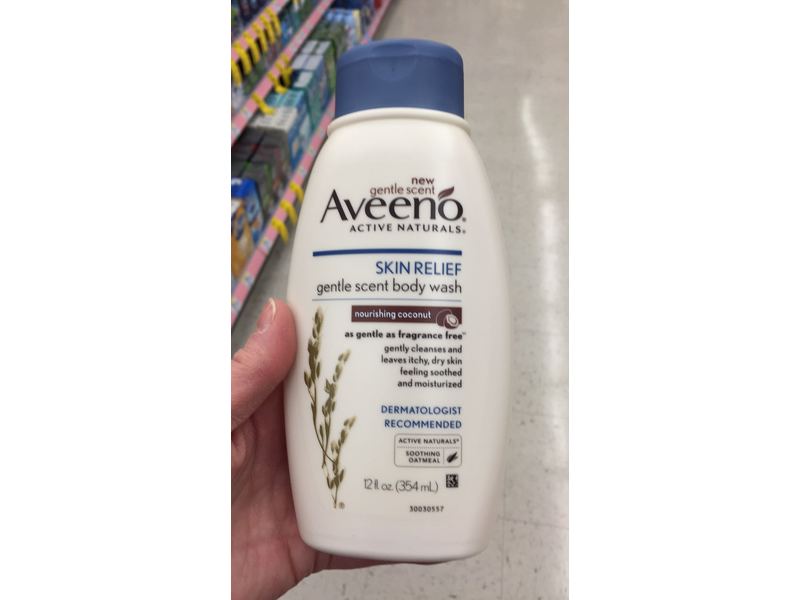 new
gentle scent
Aveeno®
ACTIVE NATURALS®
SKIN RELIEF
gentle scent body wash
nourishing coconut
as gentle as fragrance free™
gently cleanses and
leaves itchy, dry skin
feeling soothed
and moisturized
DERMATOLOGIST
RECOMMENDED
ACTIVE NATURALS®
SOOTHING
OATMEAL
12 fl. oz. (354 mL)
30030557
®